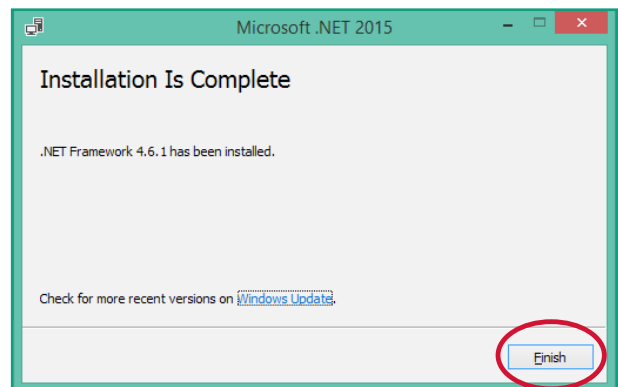 Microsoft .NET 2015
Installation Is Complete
.NET Framework 4.6.1 has been installed.
Check for more recent versions on Windows Update.
Finish